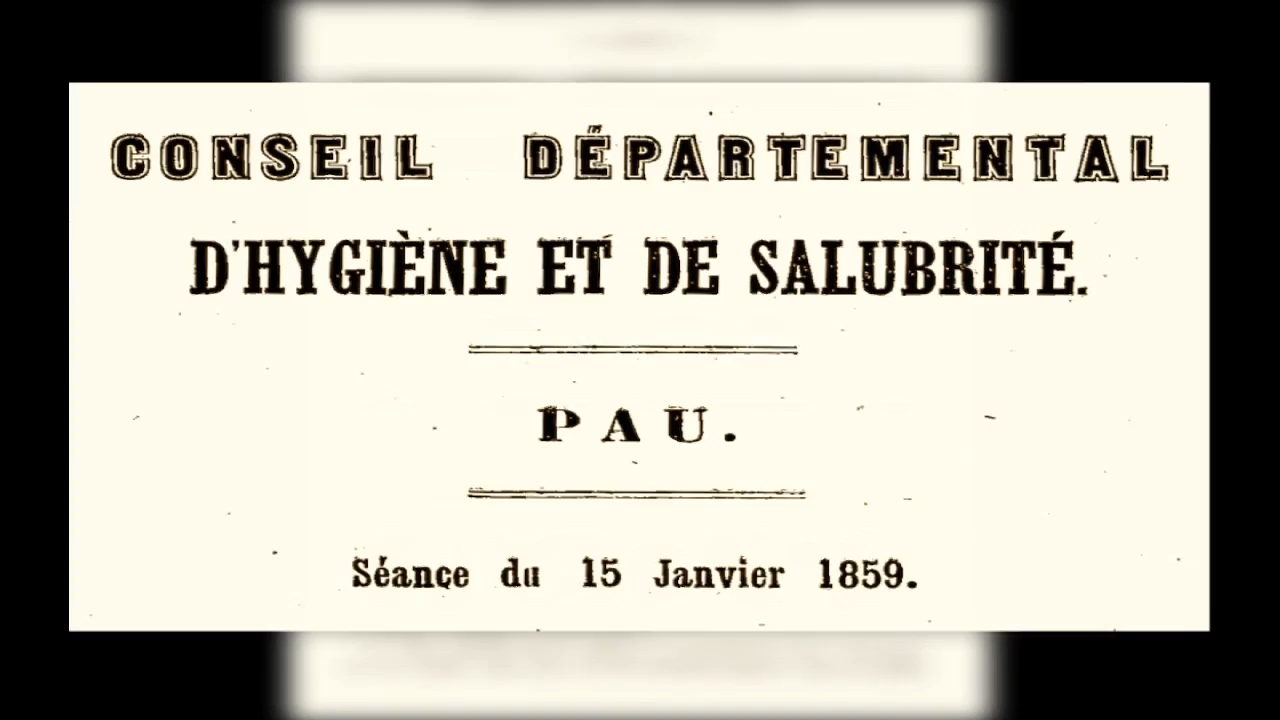 CONSEIL DÉPARTEMENTAL
D'HYGIÈNE ET DE SALUBRITÉ.
PAU.
Séance du 15 Janvier 1859.